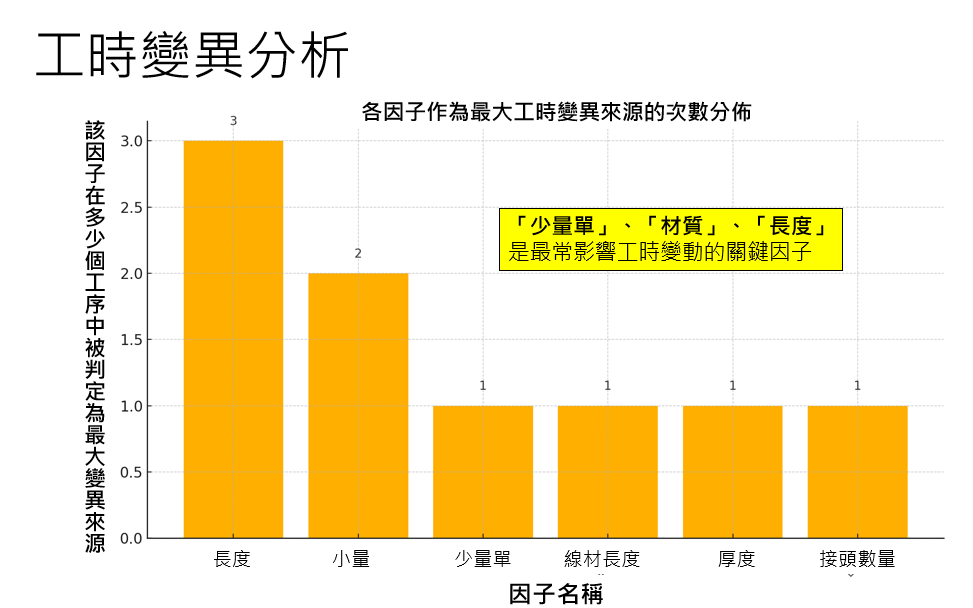 工時變異分析
各因子作為最大工時變異來源的次數分佈
該因子在多少個工序中被判定為最大變異來源
3.0
2.5
2.0
1.5
1.0
0.5
0.0
3
2
1
1
1
1
「少量單」、「材質」、「長度」
是最常影響工時變動的關鍵因子
長度
小量
少量單
線材長度
厚度
接頭數量
因子名稱